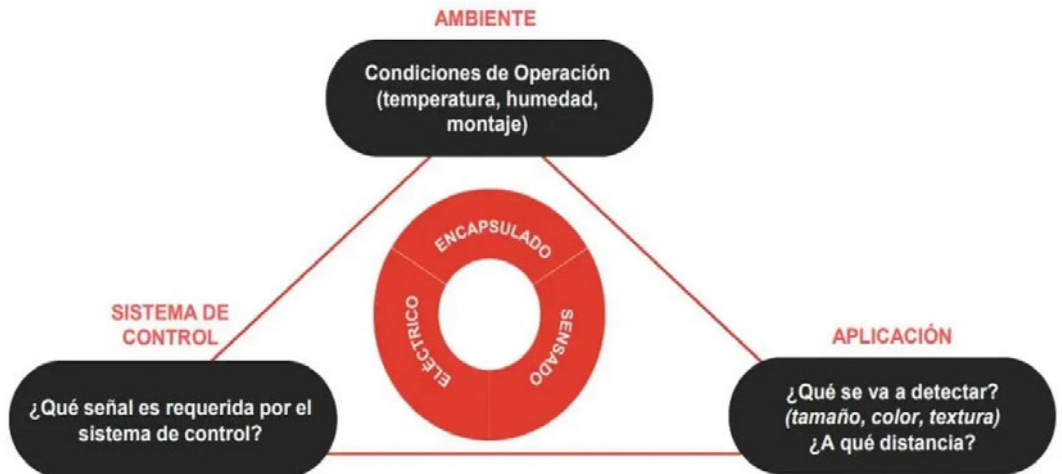 AMBIENTE
Condiciones de Operación
(temperatura, humedad,
montaje)
ENCAPSULADO
ELÉCTRICO
SENSADO
SISTEMA DE
CONTROL
¿Qué señal es requerida por el
sistema de control?
APLICACIÓN
¿Qué se va a detectar?
(tamaño, color, textura)
¿A qué distancia?